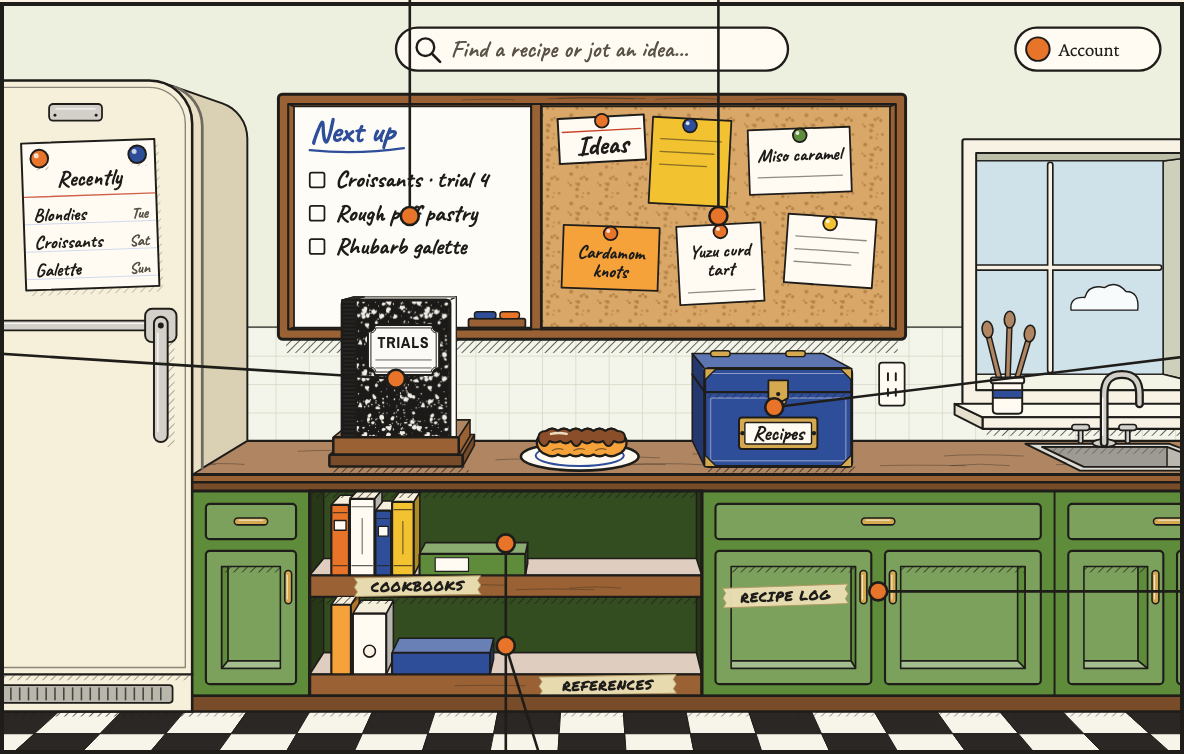 Find a recipe or jot an idea...
Account
Next up
Croissants · trial 4
Rough puff pastry
Rhubarb galette
Ideas
Miso caramel
Cardamom
knots
Yuzu curd
tart
Recently
Blondies Tue
Croissants Sat
Galette Sun
TRIALS
Recipes
COOKBOOKS
RECIPE LOG
REFERENCES